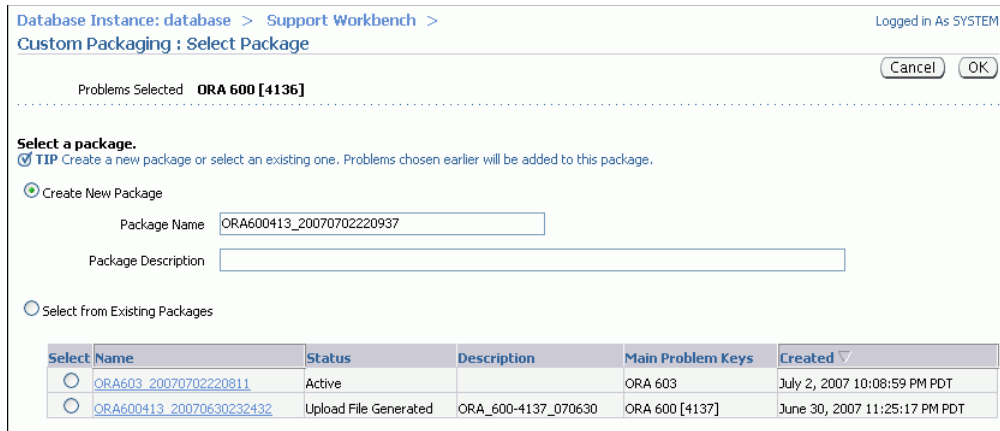 Database Instance: database > Support Workbench >
Logged in As SYSTEM
Custom Packaging : Select Package
Cancel OK
Problems Selected ORA 600 [4136]
Select a package.
TIP Create a new package or select an existing one. Problems chosen earlier will be added to this package.
Create New Package
Package Name ORA600413_20070702220937
Package Description
Select from Existing Packages
Select Name Status Description Main Problem Keys Created
ORA603_20070702220811 Active ORA 603 July 2, 2007 10:08:59 PM PDT
ORA600413_20070630232432 Upload File Generated ORA_600-4137_070630 ORA 600 [4137] June 30, 2007 11:25:17 PM PDT